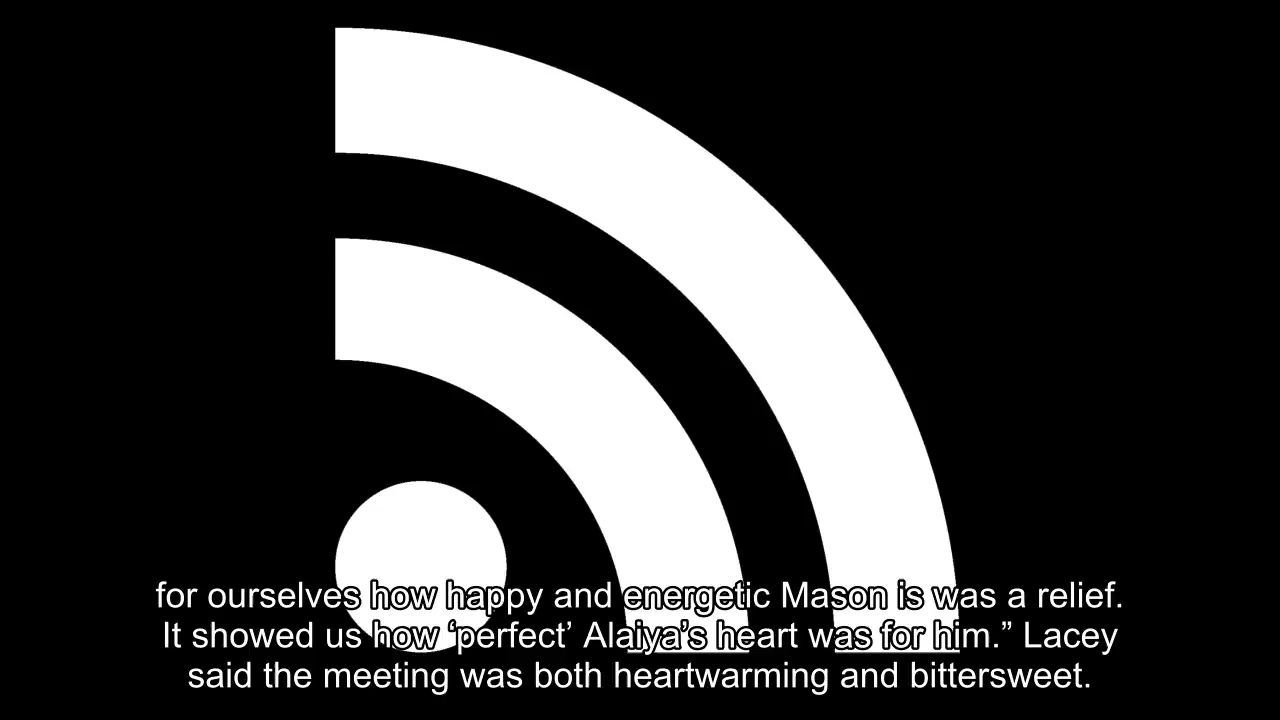 for ourselves how happy and energetic Mason is was a relief.
It showed us how ‘perfect’ Alaiya’s heart was for him.” Lacey
said the meeting was both heartwarming and bittersweet.